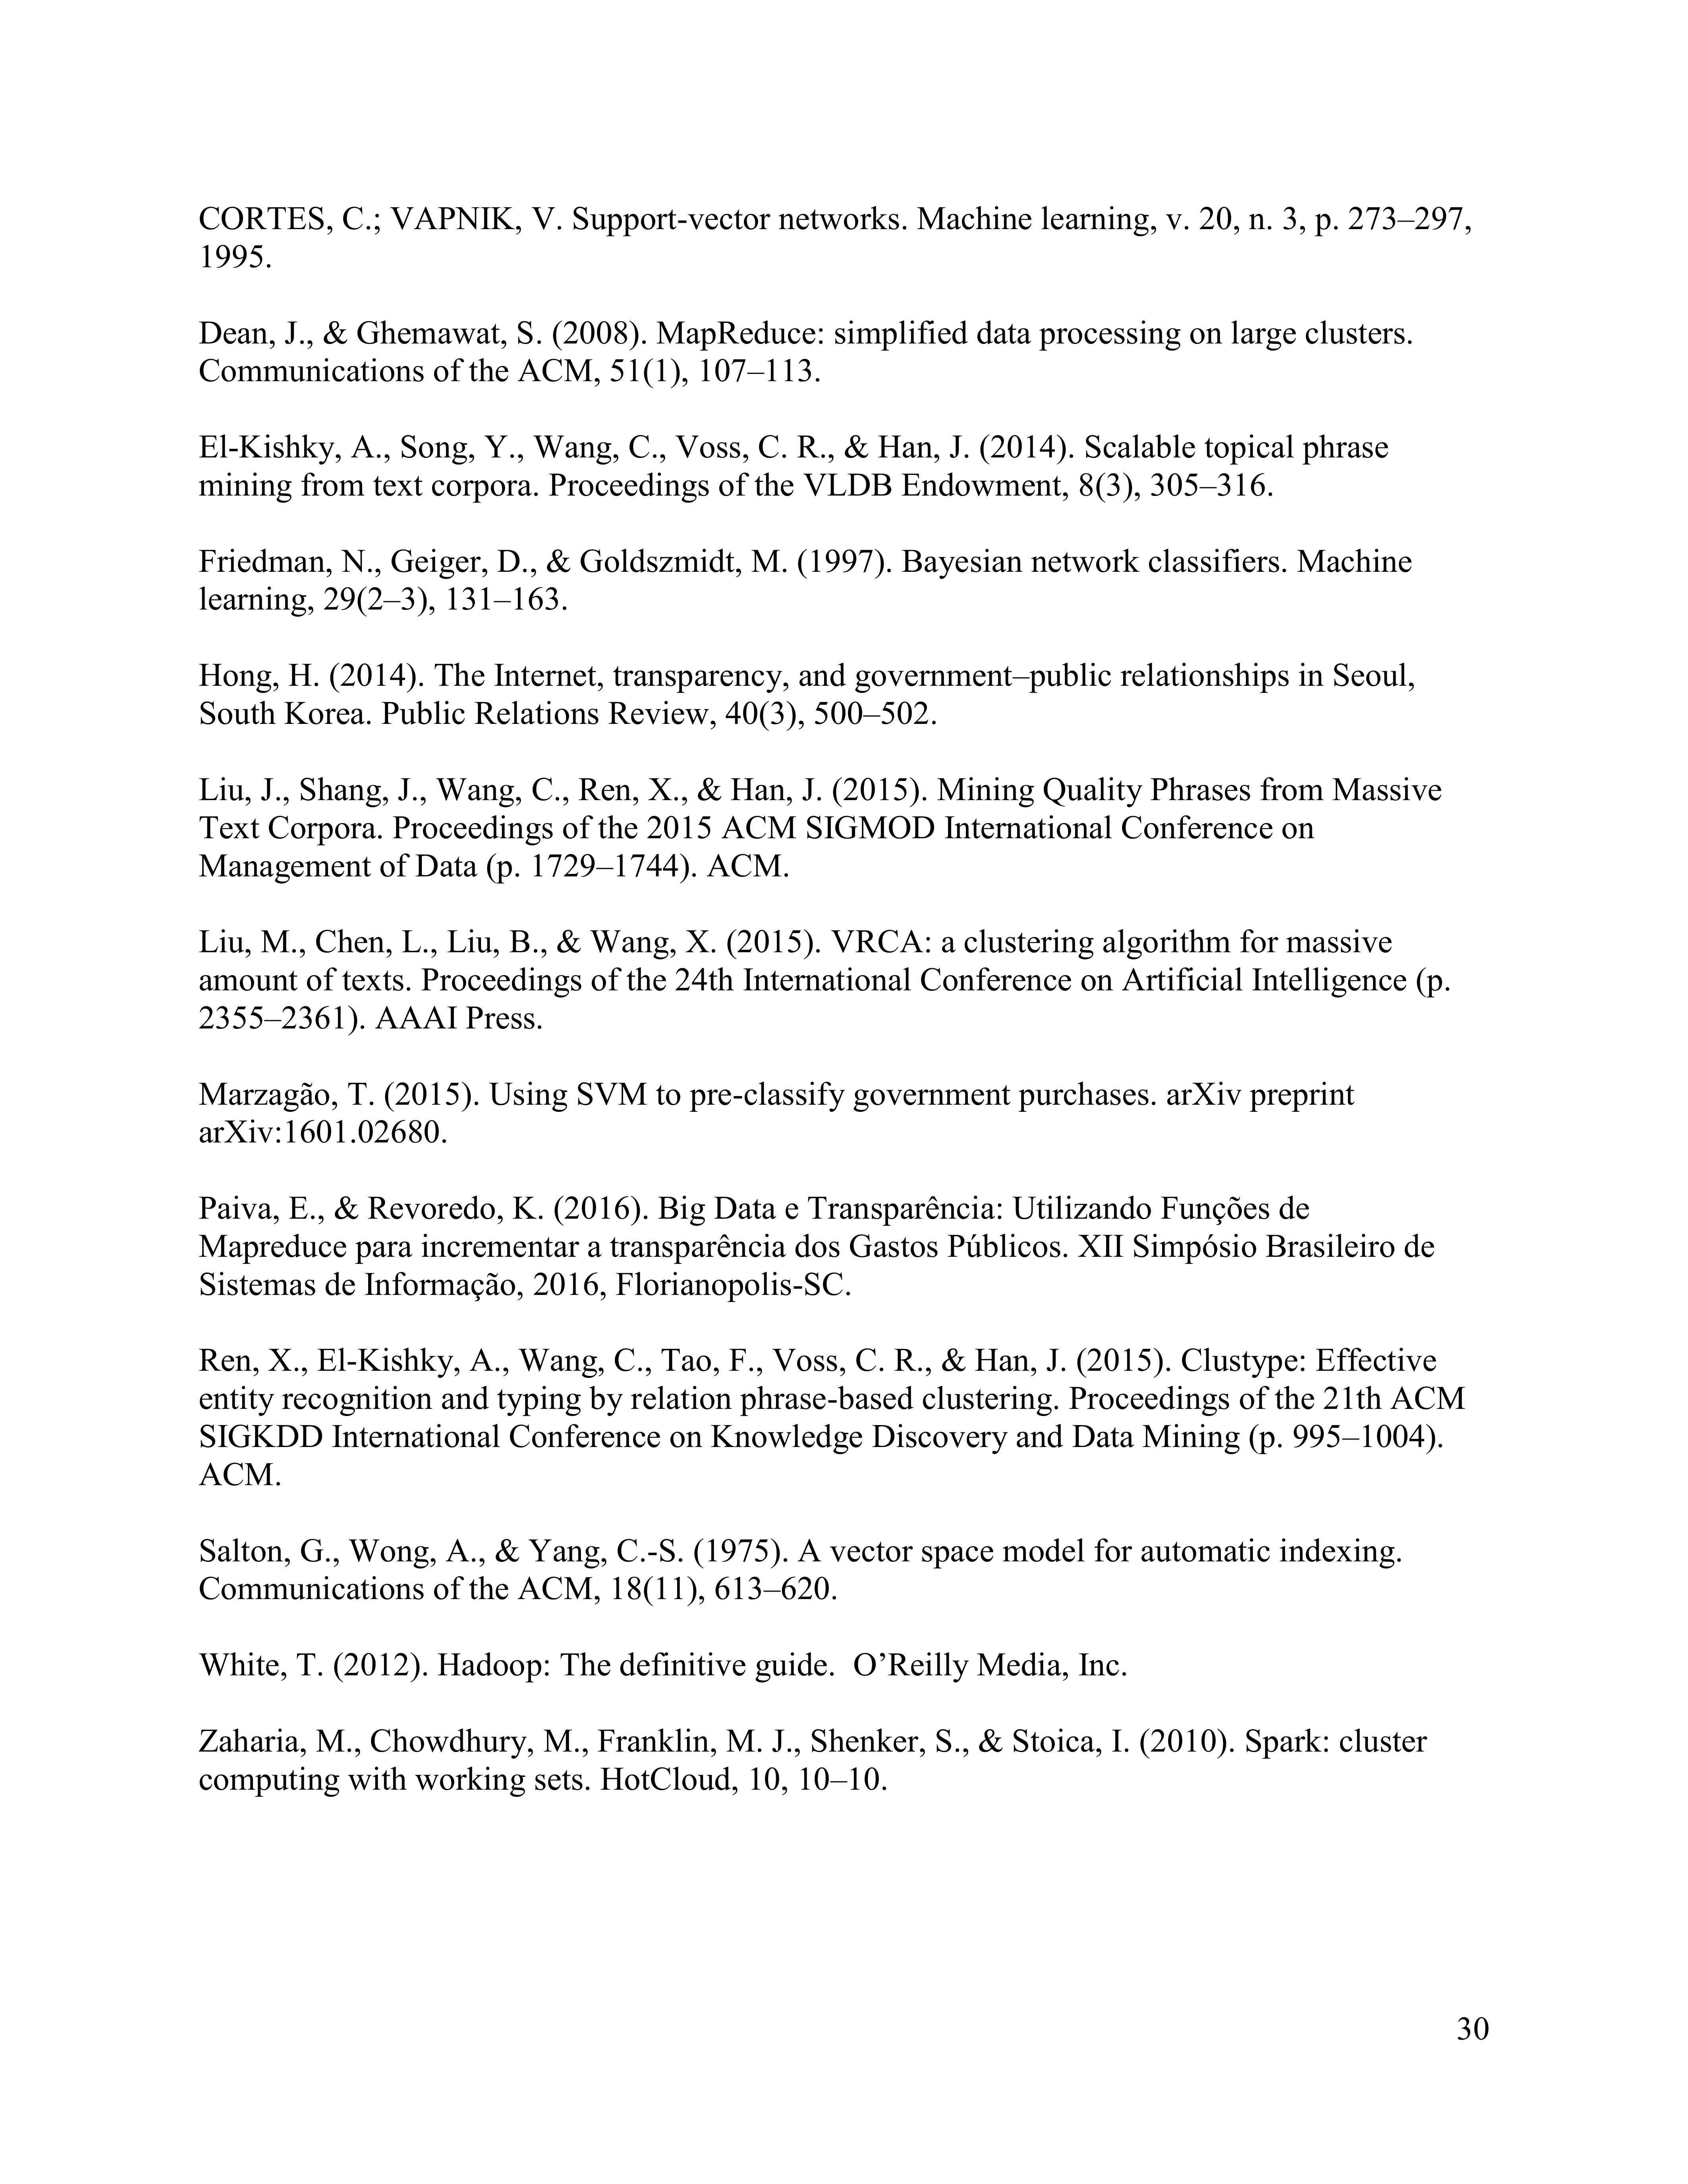 CORTES, C.; VAPNIK, V. Support-vector networks. Machine learning, v. 20, n. 3, p. 273–297,
1995.
Dean, J., & Ghemawat, S. (2008). MapReduce: simplified data processing on large clusters.
Communications of the ACM, 51(1), 107–113.
El-Kishky, A., Song, Y., Wang, C., Voss, C. R., & Han, J. (2014). Scalable topical phrase
mining from text corpora. Proceedings of the VLDB Endowment, 8(3), 305–316.
Friedman, N., Geiger, D., & Goldszmidt, M. (1997). Bayesian network classifiers. Machine
learning, 29(2–3), 131–163.
Hong, H. (2014). The Internet, transparency, and government–public relationships in Seoul,
South Korea. Public Relations Review, 40(3), 500–502.
Liu, J., Shang, J., Wang, C., Ren, X., & Han, J. (2015). Mining Quality Phrases from Massive
Text Corpora. Proceedings of the 2015 ACM SIGMOD International Conference on
Management of Data (p. 1729–1744). ACM.
Liu, M., Chen, L., Liu, B., & Wang, X. (2015). VRCA: a clustering algorithm for massive
amount of texts. Proceedings of the 24th International Conference on Artificial Intelligence (p.
2355–2361). AAAI Press.
Marzagão, T. (2015). Using SVM to pre-classify government purchases. arXiv preprint
arXiv:1601.02680.
Paiva, E., & Revoredo, K. (2016). Big Data e Transparência: Utilizando Funções de
Mapreduce para incrementar a transparência dos Gastos Públicos. XII Simpósio Brasileiro de
Sistemas de Informação, 2016, Florianopolis-SC.
Ren, X., El-Kishky, A., Wang, C., Tao, F., Voss, C. R., & Han, J. (2015). Clustype: Effective
entity recognition and typing by relation phrase-based clustering. Proceedings of the 21th ACM
SIGKDD International Conference on Knowledge Discovery and Data Mining (p. 995–1004).
ACM.
Salton, G., Wong, A., & Yang, C.-S. (1975). A vector space model for automatic indexing.
Communications of the ACM, 18(11), 613–620.
White, T. (2012). Hadoop: The definitive guide.  O’Reilly Media, Inc.
Zaharia, M., Chowdhury, M., Franklin, M. J., Shenker, S., & Stoica, I. (2010). Spark: cluster
computing with working sets. HotCloud, 10, 10–10.
30